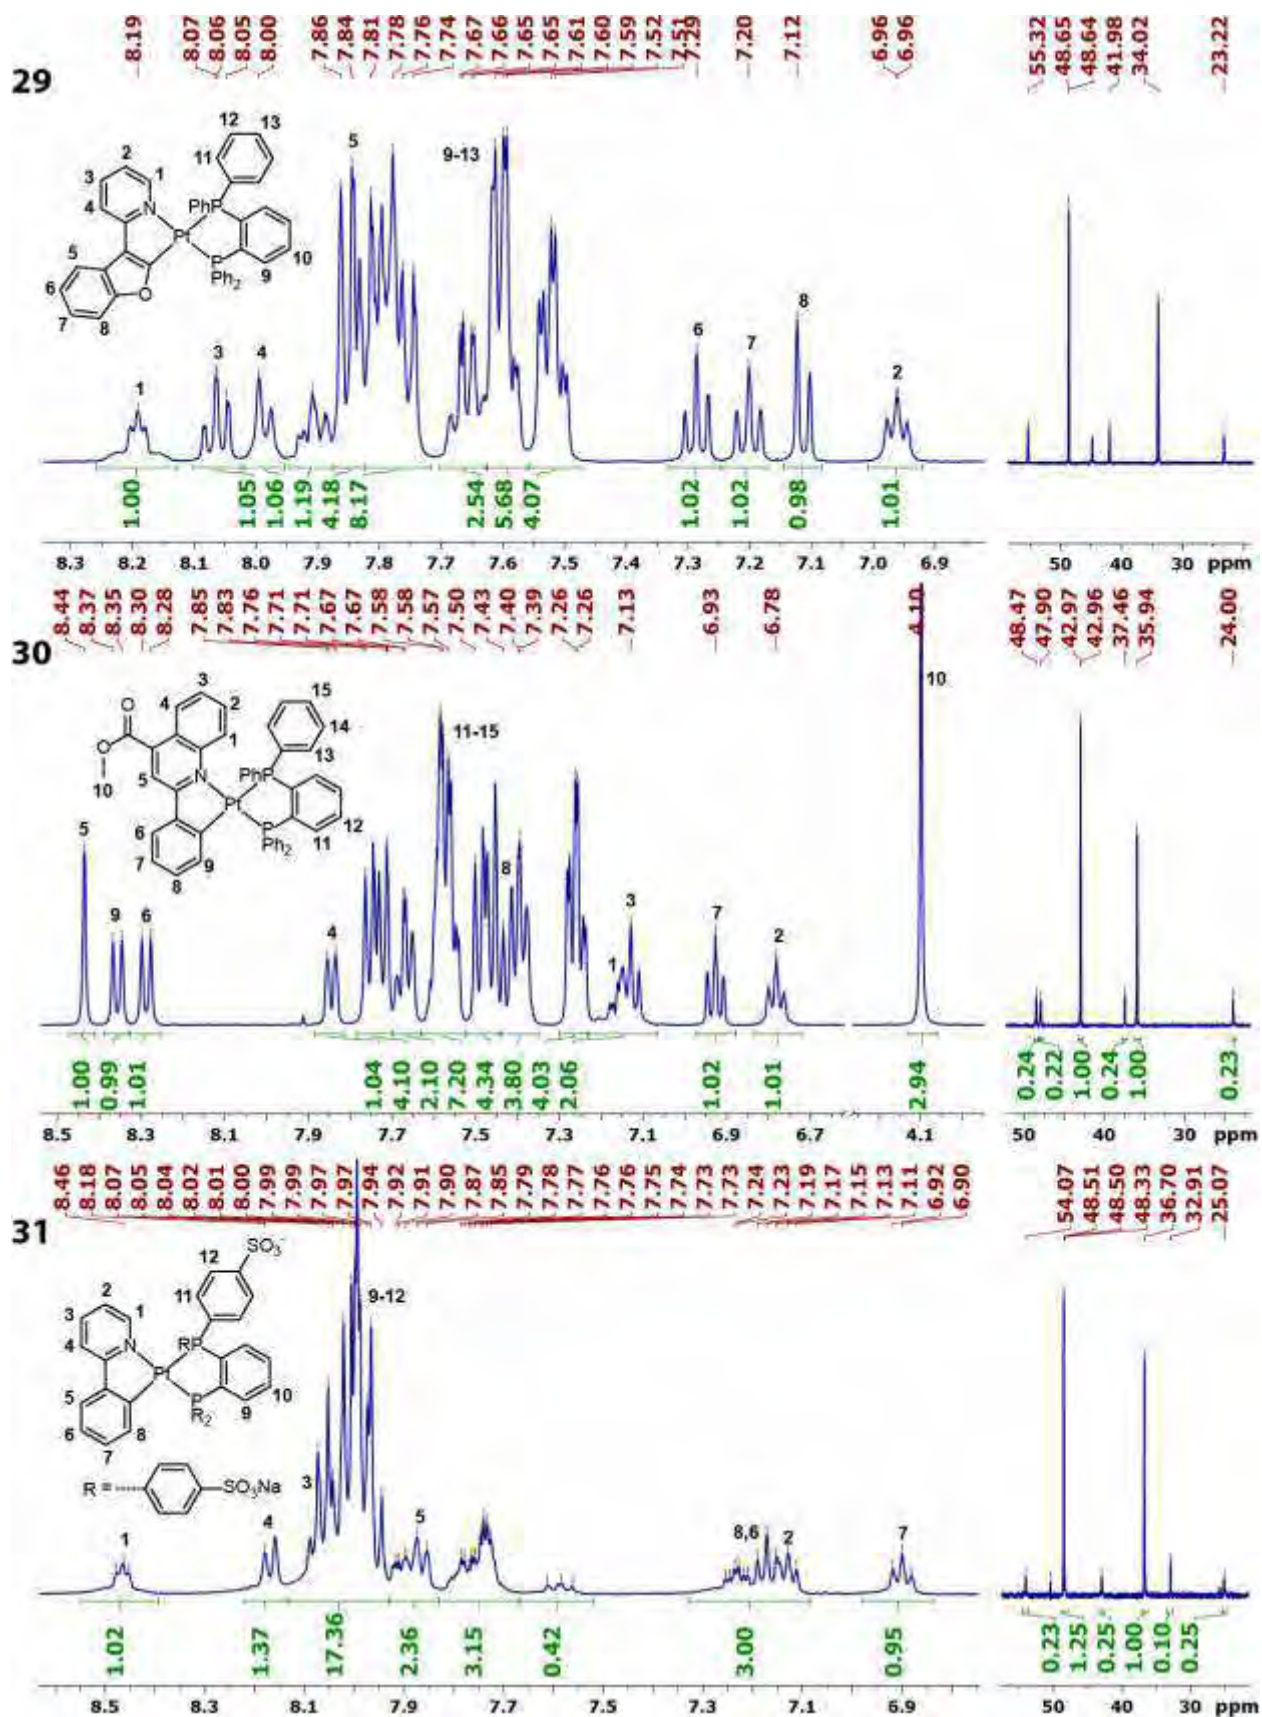 8.19 8.07 8.06 8.05 8.00 7.86 7.84 7.81 7.78 7.76 7.74 7.67 7.66 7.65 7.65 7.61 7.60 7.59 7.52 7.51 7.29 7.20 7.12 6.96 6.96 55.32 48.65 48.64 41.98 34.02 23.22
29
12 13
2 11 5 9-13
3 1
4 N PhP
Pt
5 P 10
6 O Ph2 9
7 8
1 3 4 6 7 8 2
1.00 1.05 1.06 1.19 4.18 8.17 2.54 5.68 4.07 1.02 1.02 0.98 1.01
8.3 8.2 8.1 8.0 7.9 7.8 7.7 7.6 7.5 7.4 7.3 7.2 7.1 7.0 6.9 50 40 30 ppm
8.44 8.37 8.35 8.30 8.28 7.85 7.83 7.76 7.71 7.71 7.67 7.67 7.58 7.58 7.57 7.50 7.43 7.40 7.39 7.26 7.26 7.13 6.93 6.78 4.10 48.47 47.90 42.97 42.96 37.46 35.94 24.00
30
3 15 10
O 4 2 14 11-15
O 1 13
10 5 N PhP
Pt
6 P 12
7 9 Ph2 11
8
5 9 6 4 8 1 3 7 2
1.00 0.99 1.01 1.04 4.10 2.10 7.20 4.34 3.80 4.03 2.06 1.02 1.01 2.94 0.24 0.22 1.00 0.24 1.00 0.23
8.5 8.3 8.1 7.9 7.7 7.5 7.3 7.1 6.9 6.7 4.1 50 40 30 ppm
8.46 8.18 8.07 8.05 8.04 8.02 8.01 8.00 7.99 7.99 7.97 7.97 7.94 7.92 7.91 7.90 7.87 7.85 7.79 7.78 7.77 7.76 7.76 7.75 7.74 7.73 7.73 7.24 7.23 7.19 7.17 7.15 7.13 7.11 6.92 6.90 54.07 48.51 48.50 48.33 36.70 32.91 25.07
31
12 SO3-
2 11 9-12
3 1
4 N RP
Pt
5 P 10
6 8 R2 9
7
R = SO3Na
1 4 3 5 8,6 2 7
1.02 1.37 17.36 2.36 3.15 0.42 3.00 0.95 0.23 1.25 0.25 1.00 0.10 0.25
8.5 8.3 8.1 7.9 7.7 7.5 7.3 7.1 6.9 50 40 30 ppm